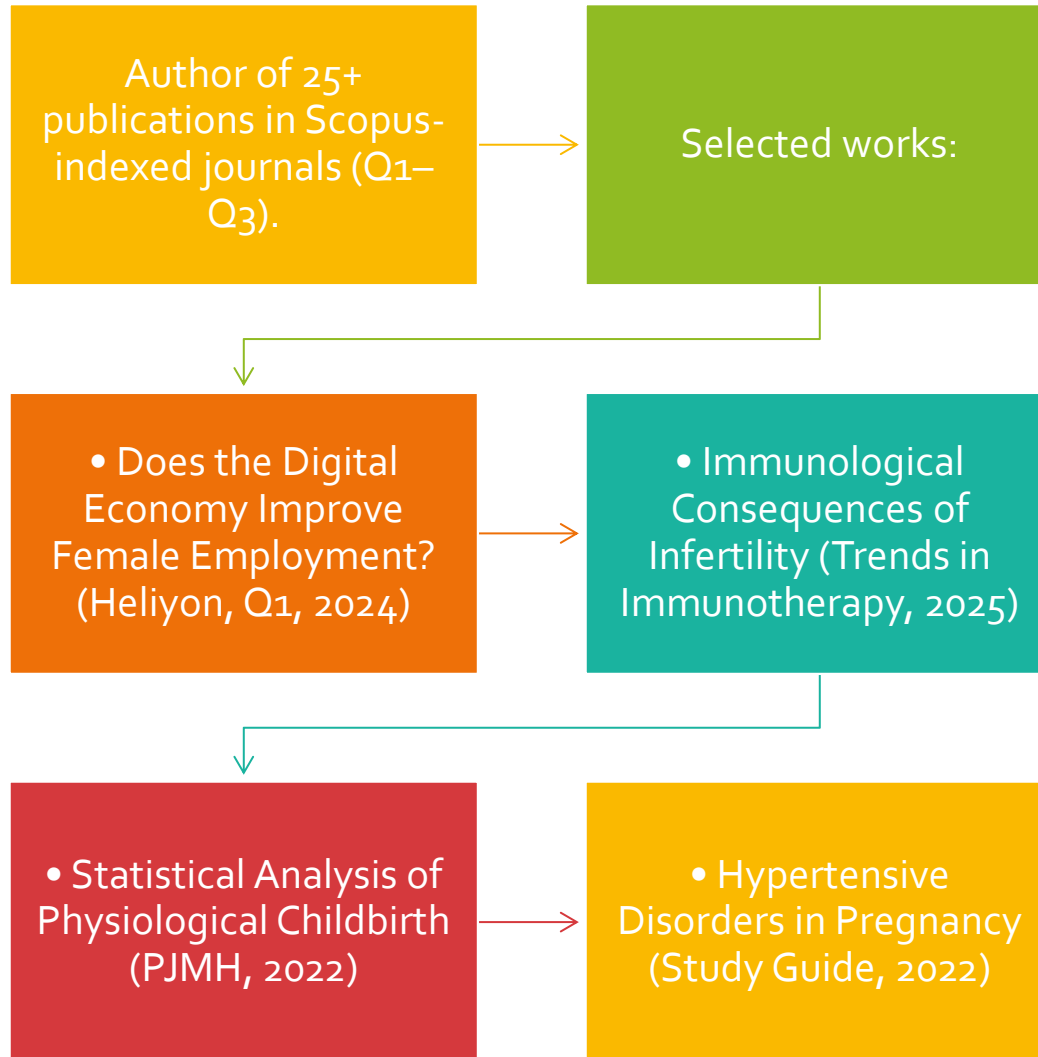 Author of 25+
publications in Scopus-
indexed journals (Q1–
Q3).
Selected works:
• Does the Digital
Economy Improve
Female Employment?
(Heliyon, Q1, 2024)
• Immunological
Consequences of
Infertility (Trends in
Immunotherapy, 2025)
• Statistical Analysis of
Physiological Childbirth
(PJMH, 2022)
• Hypertensive
Disorders in Pregnancy
(Study Guide, 2022)